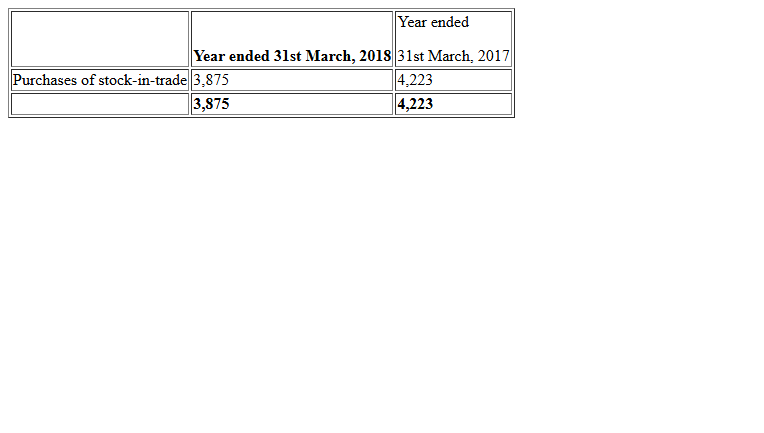 Year ended
Year ended 31st March, 2018 31st March, 2017
Purchases of stock-in-trade 3,875 4,223
3,875 4,223